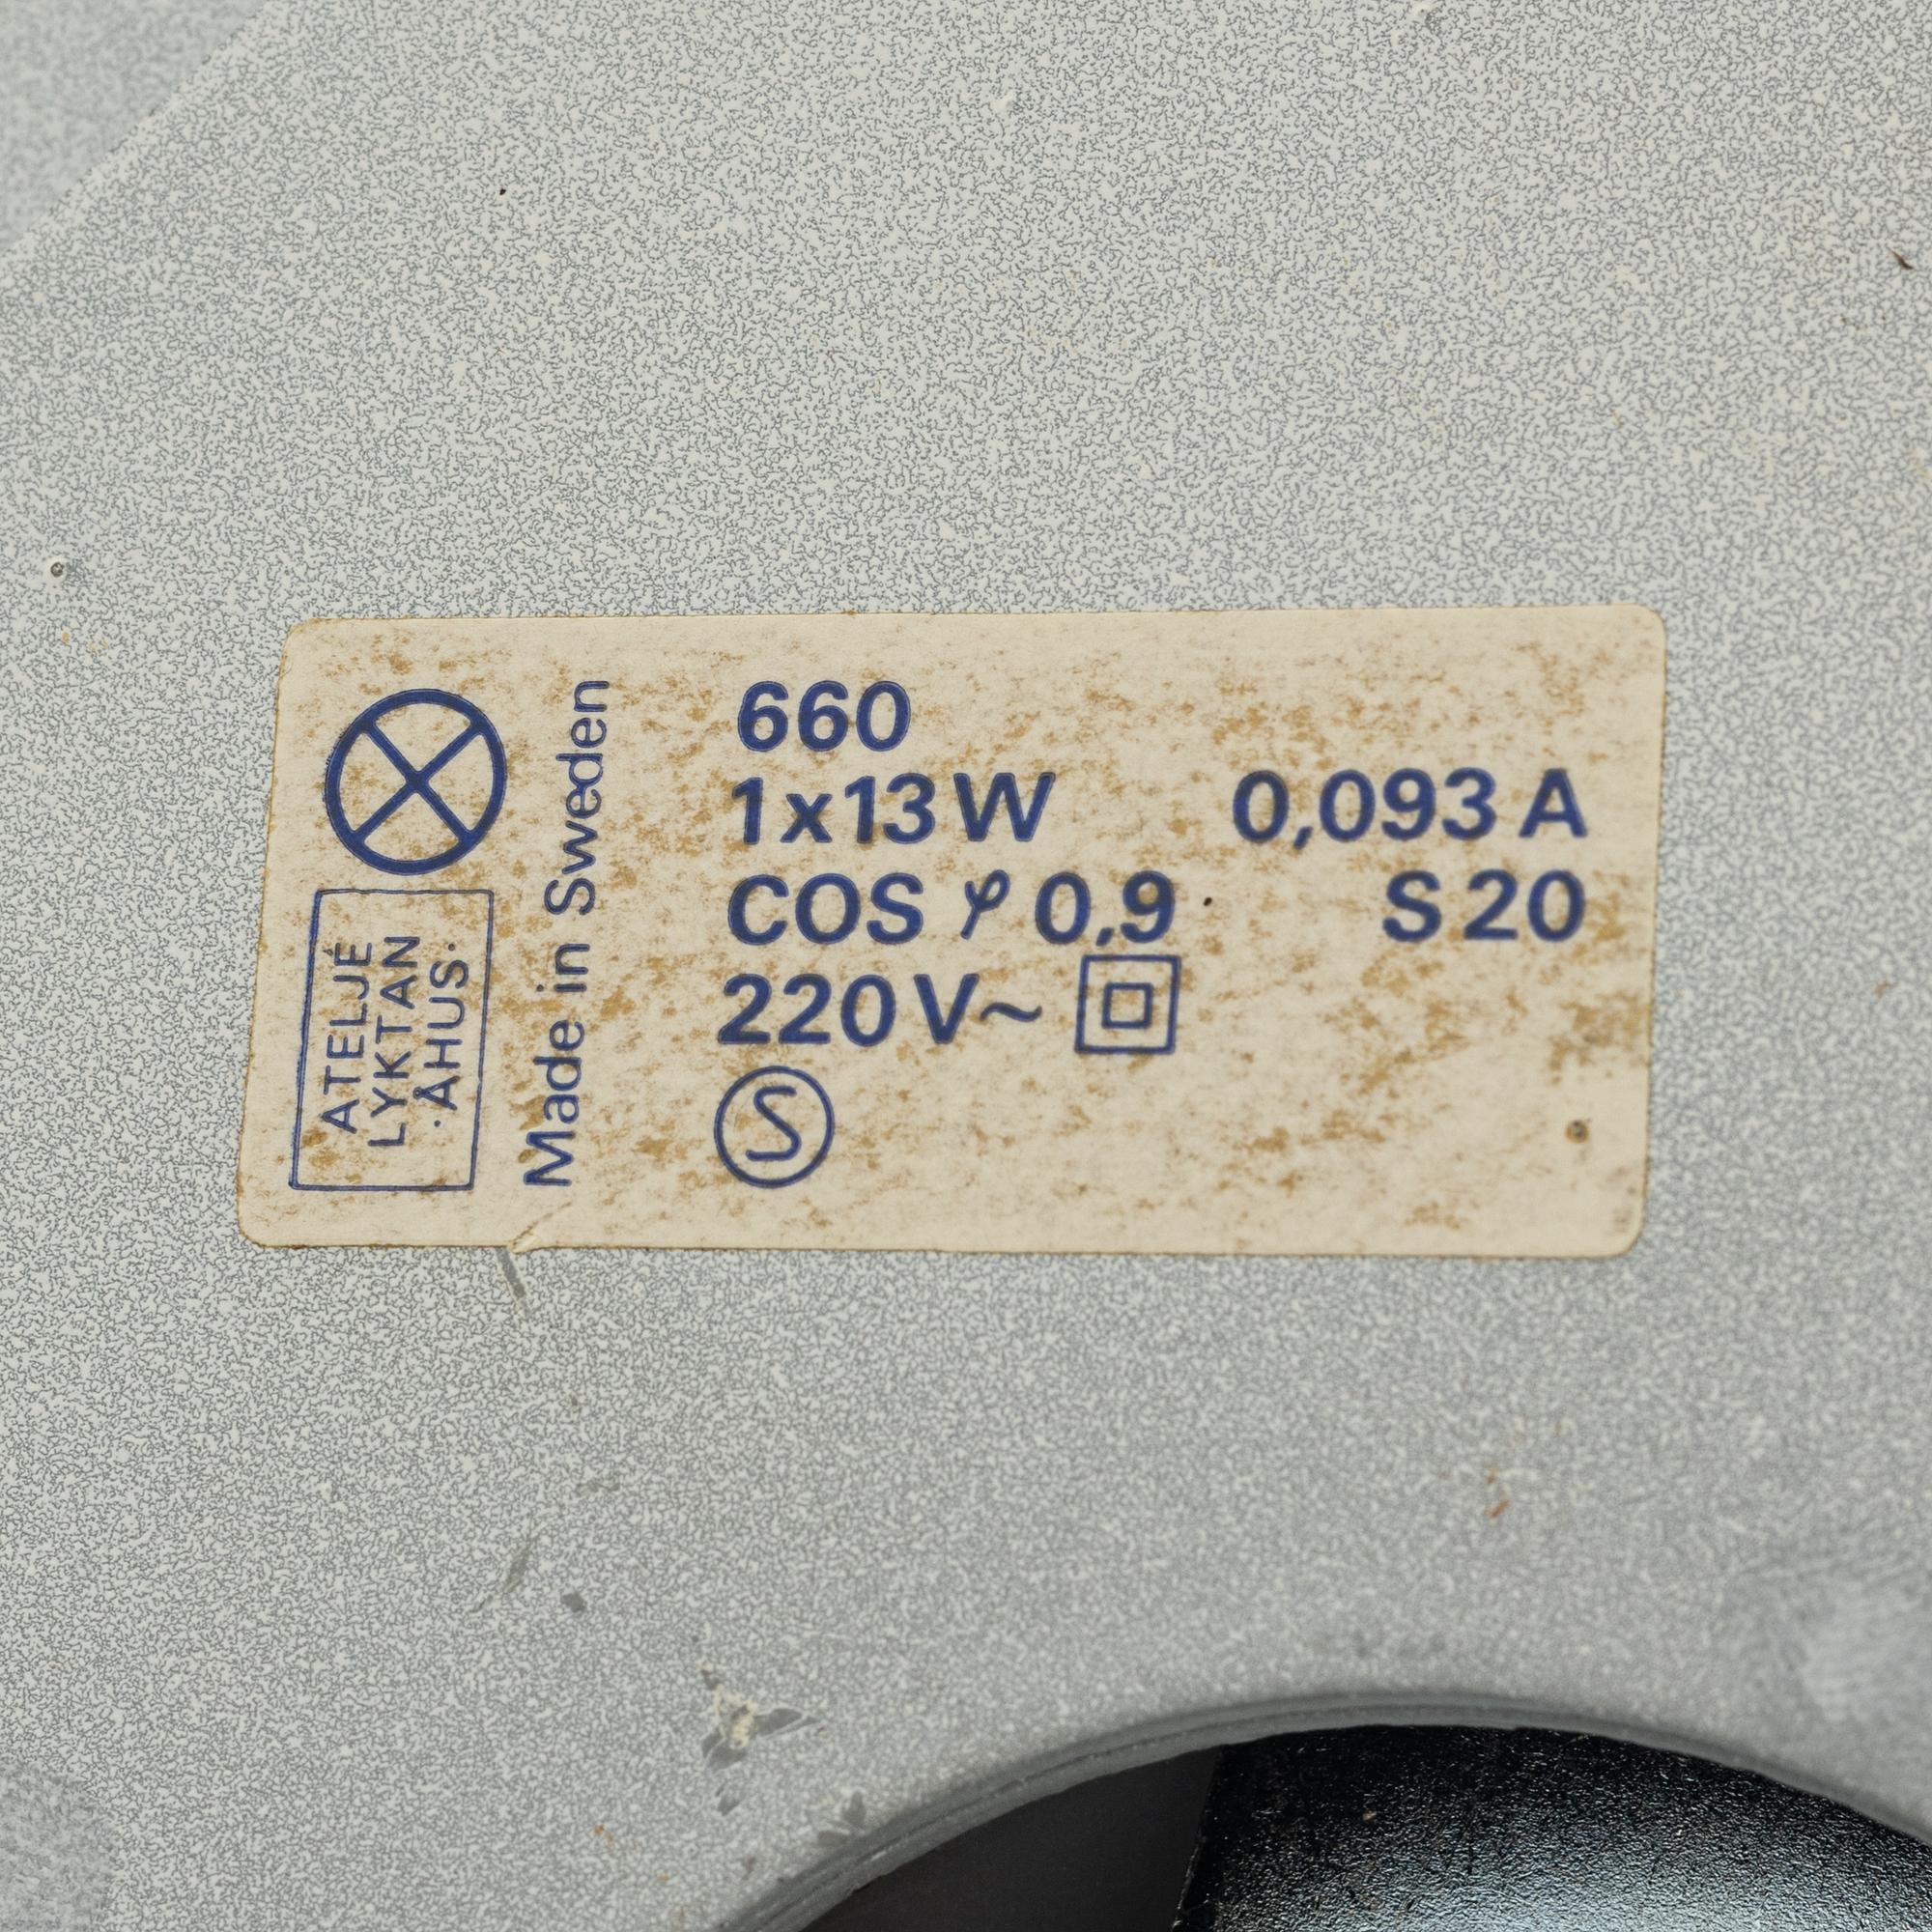 ATELJÉ
LYKTAN
·ÅHUS·
Made in Sweden
660
1x13W 0,093 A
COS φ 0,9 S 20
220 V~
S